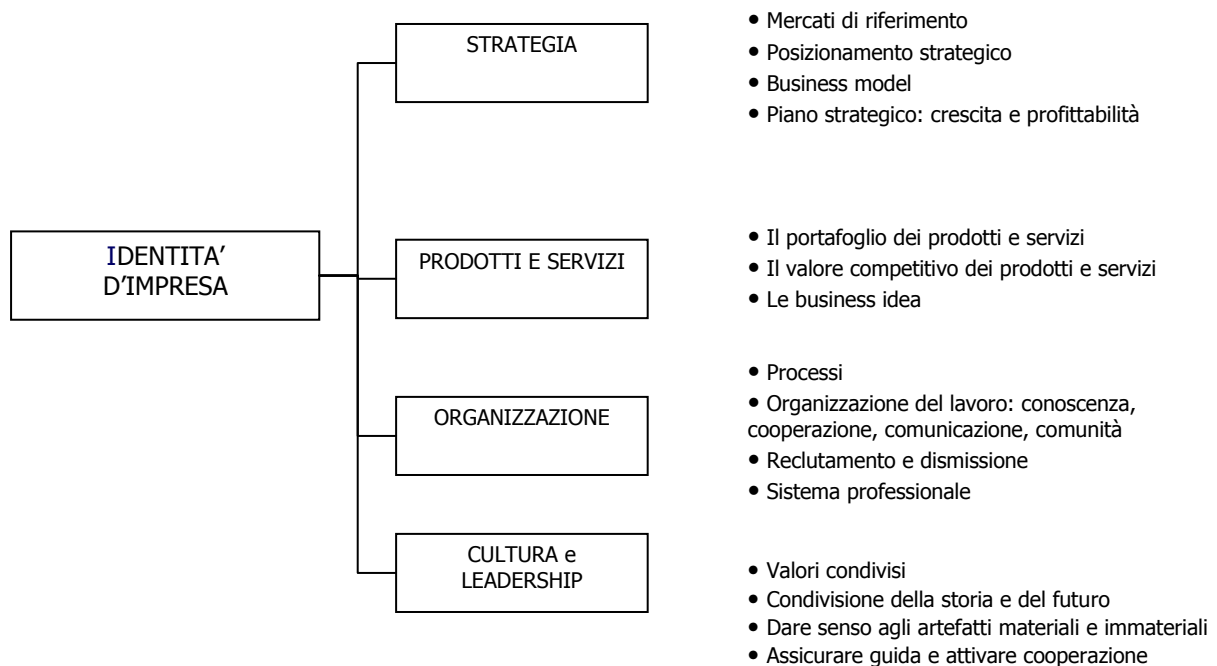 STRATEGIA
• Mercati di riferimento
• Posizionamento strategico
• Business model
• Piano strategico: crescita e profittabilità
IDENTITA’
D’IMPRESA
PRODOTTI E SERVIZI
• Il portafoglio dei prodotti e servizi
• Il valore competitivo dei prodotti e servizi
• Le business idea
ORGANIZZAZIONE
• Processi
• Organizzazione del lavoro: conoscenza,
cooperazione, comunicazione, comunità
• Reclutamento e dismissione
• Sistema professionale
CULTURA e
LEADERSHIP
• Valori condivisi
• Condivisione della storia e del futuro
• Dare senso agli artefatti materiali e immateriali
• Assicurare guida e attivare cooperazione